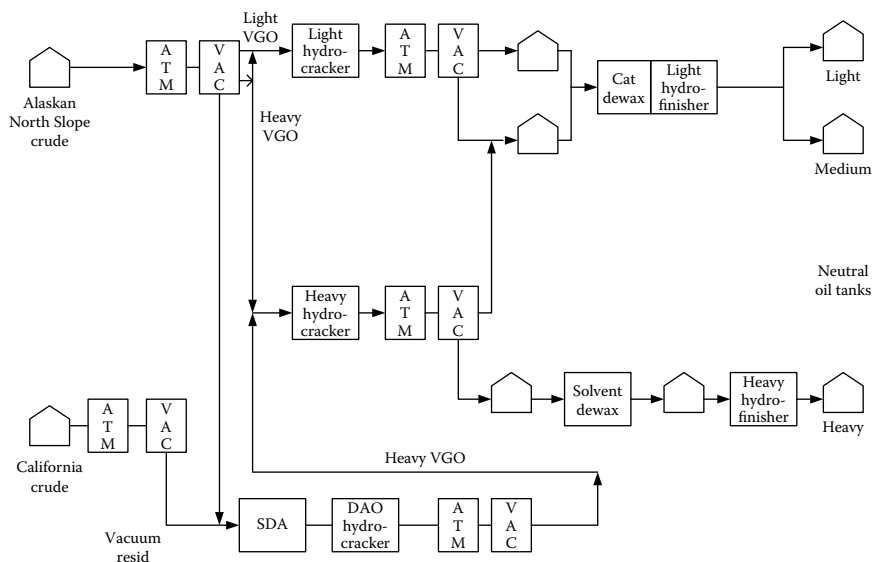 Light
VGO
Light
hydro-
cracker
A
T
M
V
A
C
A
T
M
V
A
C
Alaskan
North Slope
crude
Heavy
VGO
Cat
dewax
Light
hydro-
finisher
Light
Medium
Neutral
oil tanks
Heavy
hydro-
cracker
A
T
M
V
A
C
Solvent
dewax
Heavy
hydro-
finisher
Heavy
A
T
M
V
A
C
California
crude
Heavy VGO
Vacuum
resid
SDA
DAO
hydro-
cracker
A
T
M
V
A
C